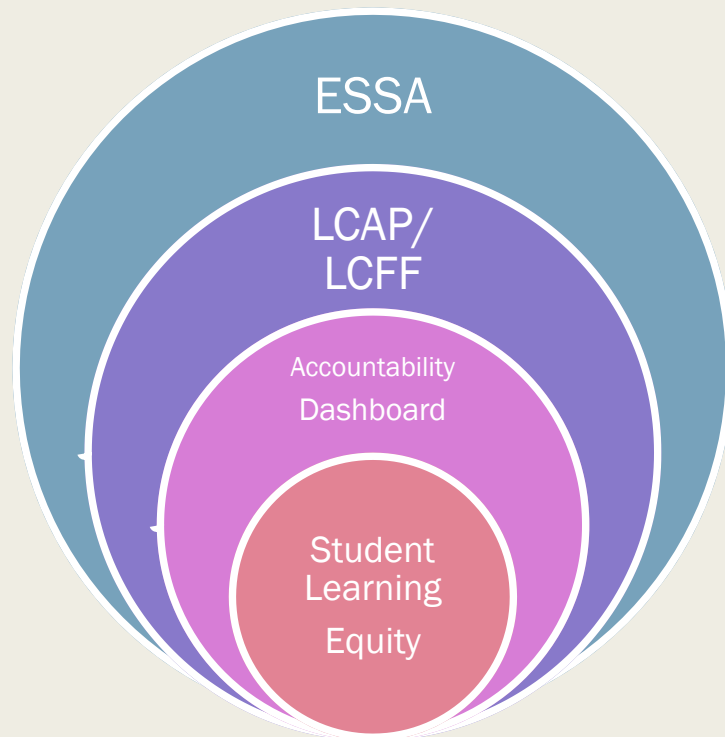 ESSA
LCAP/
LCFF
Accountability
Dashboard
Student
Learning
Equity